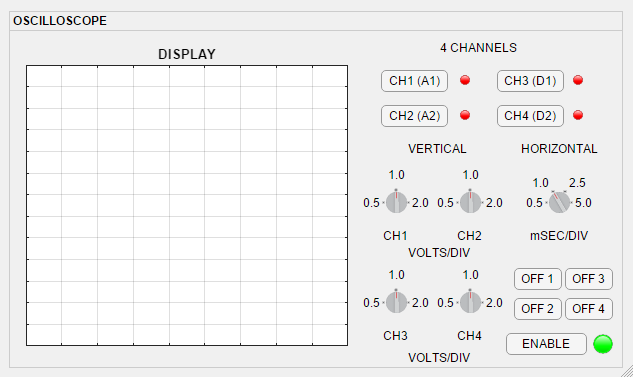 OSCILLOSCOPE
DISPLAY
4 CHANNELS
CH1 (A1)
CH3 (D1)
CH2 (A2)
CH4 (D2)
VERTICAL
HORIZONTAL
1.0
1.0
1.0 2.5
0.5 2.0
0.5 2.0
0.5 5.0
CH1
CH2
mSEC/DIV
VOLTS/DIV
1.0
1.0
OFF 1
OFF 3
0.5 2.0
0.5 2.0
OFF 2
OFF 4
CH3
CH4
ENABLE
VOLTS/DIV